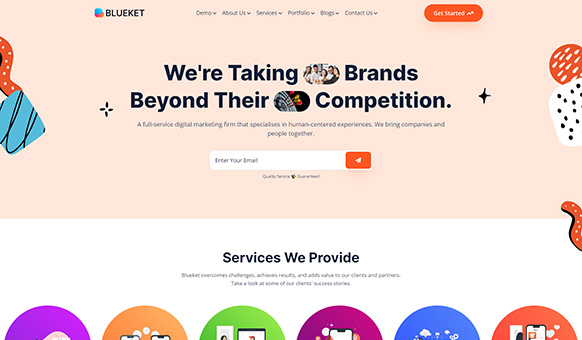 BLUEKET
Demo About Us Services Portfolio Blogs Contact Us
Get Started
We're Taking Brands
Beyond Their Competition.
A full-service digital marketing firm that specialises in human-centered experiences. We bring companies and
people together.
Enter Your Email
Quality Service Guaranteed
Services We Provide
Blueket overcomes challenges, achieves results, and adds value to our clients and partners.
Take a look at some of our clients' success stories.